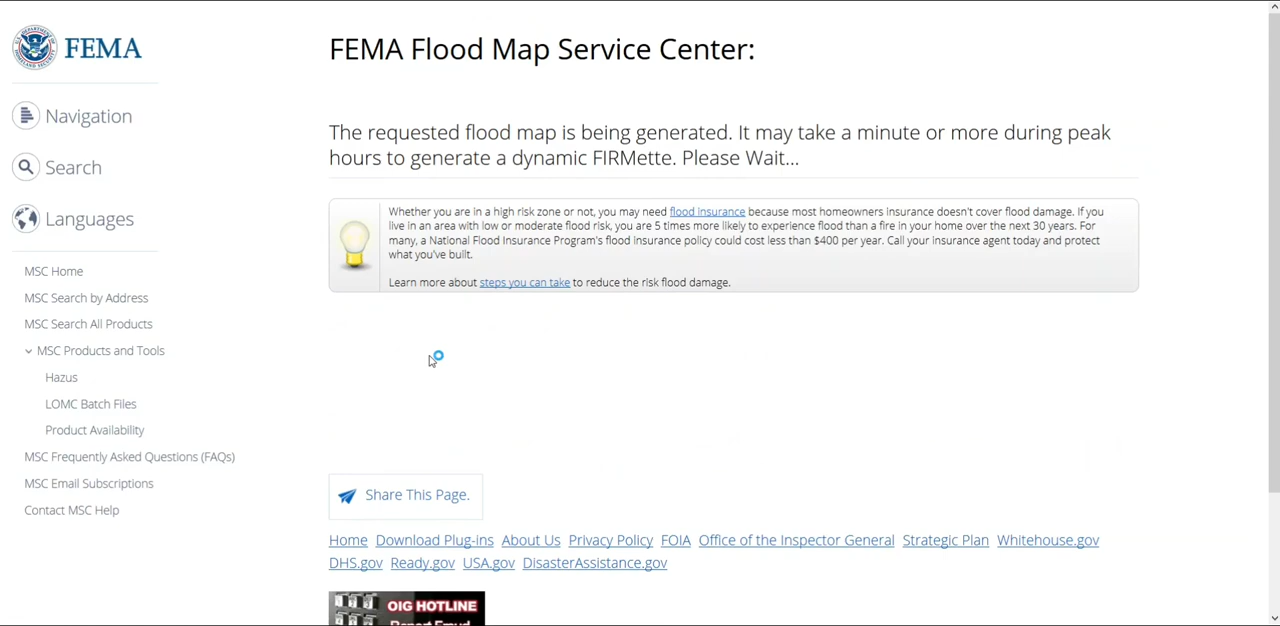 FEMA
Navigation
Search
Languages
MSC Home
MSC Search by Address
MSC Search All Products
MSC Products and Tools
Hazus
LOMC Batch Files
Product Availability
MSC Frequently Asked Questions (FAQs)
MSC Email Subscriptions
Contact MSC Help
FEMA Flood Map Service Center:
The requested flood map is being generated. It may take a minute or more during peak
hours to generate a dynamic FIRMette. Please Wait...
Whether you are in a high risk zone or not, you may need flood insurance because most homeowners insurance doesn't cover flood damage. If you
live in an area with low or moderate flood risk, you are 5 times more likely to experience flood than a fire in your home over the next 30 years. For
many, a National Flood Insurance Program's flood insurance policy could cost less than $400 per year. Call your insurance agent today and protect
what you've built.
Learn more about steps you can take to reduce the risk flood damage.
Share This Page.
Home Download Plug-ins About Us Privacy Policy FOIA Office of the Inspector General Strategic Plan Whitehouse.gov
DHS.gov Ready.gov USA.gov DisasterAssistance.gov
OIG HOTLINE
Report Fraud